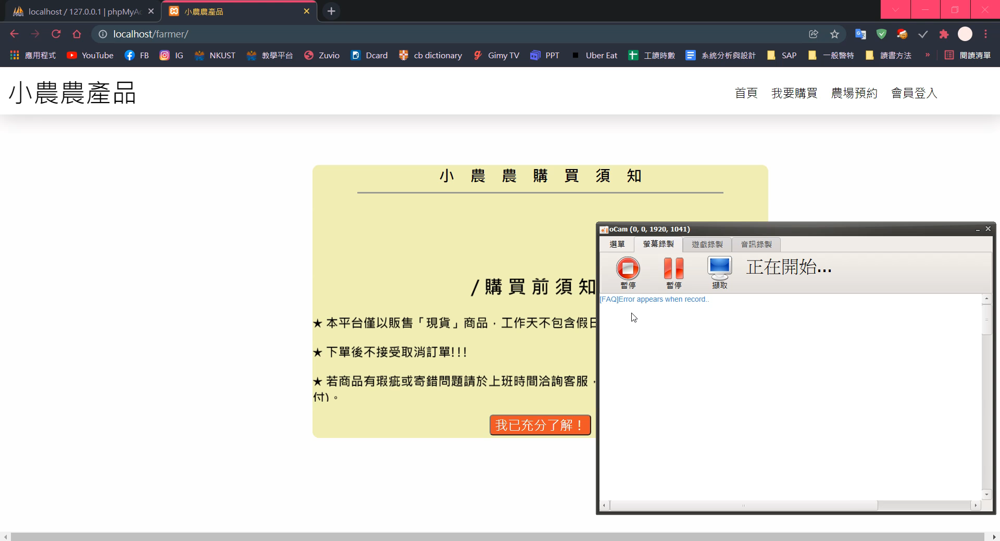 localhost / 127.0.0.1 | phpMyAd
小農農產品
localhost/farmer/
應用程式 YouTube FB IG NKUST 教學平台 Zuvio Dcard cb dictionary Gimy TV PPT Uber Eat 工讀時數 系統分析與設計 SAP 一般警特 讀書方法 » 閱讀清單
小農農產品
首頁 我要購買 農場預約 會員登入
小農農購買須知
/購買前須知
★ 本平台僅以販售「現貨」商品，工作天不包含假日
★ 下單後不接受取消訂單!!!
★ 若商品有瑕疵或寄錯問題請於上班時間洽詢客服，
付)。
我已充分了解！
oCam (0, 0, 1920, 1041)
選單 螢幕錄製 遊戲錄製 音訊錄製
暫停 暫停 擷取 正在開始...
[FAQ]Error appears when record..